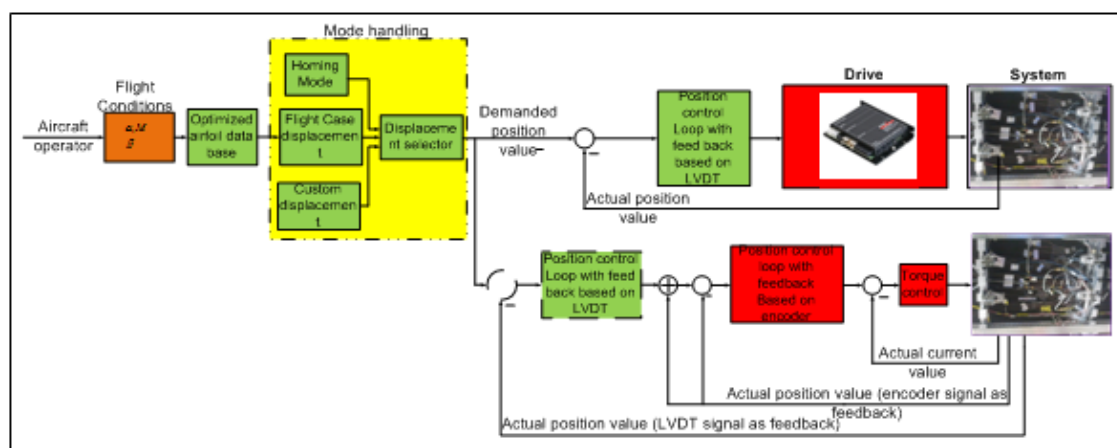 Mode handling
Homing
Mode
Flight
Conditions
Aircraft
operator
α,M
Optimized
airfoil data
base
Flight Case
displacemen
t
Displaceme
nt selector
Custom
displacemen
t
Demanded
position
value
Position
control
Loop with
feed back
based on
LVDT
Drive
System
Actual position
value
Position control
Loop with feed
back based on
LVDT
Position control
loop with
feedback
Based on
encoder
Torque
control
Actual current
value
Actual position value (encoder signal as
feedback)
Actual position value (LVDT signal as feedback)